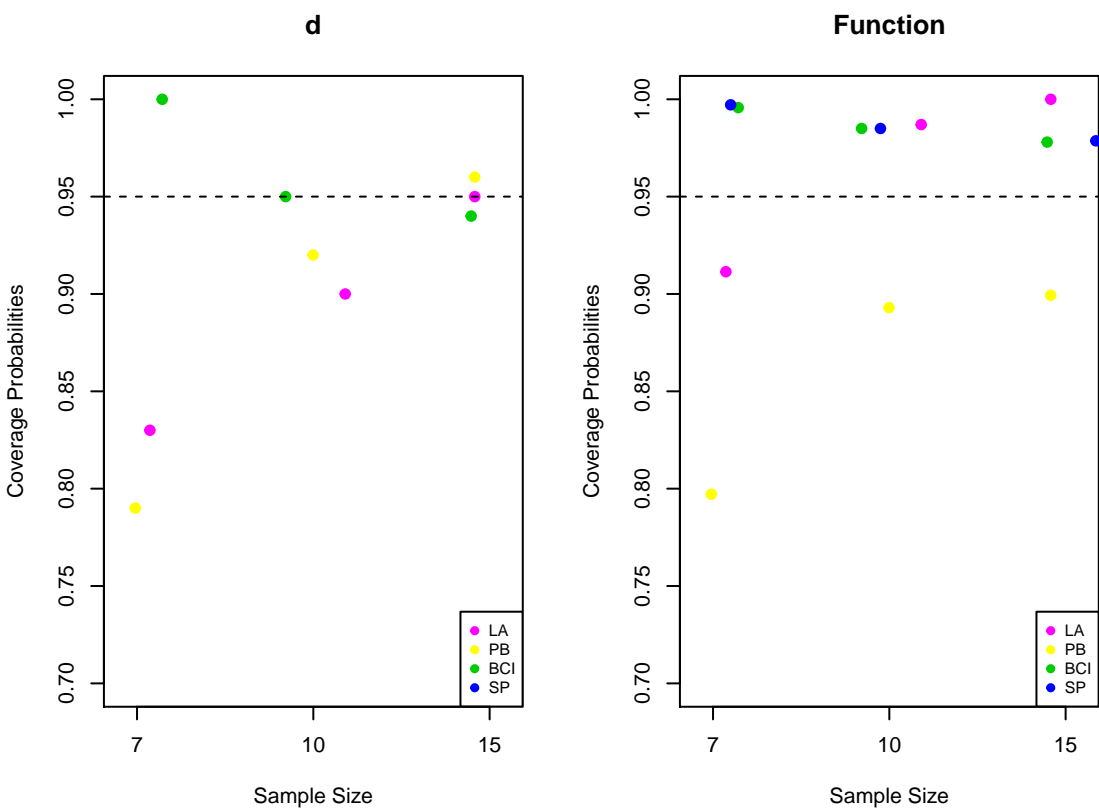 d
Coverage Probabilities
1.00
0.95
0.90
0.85
0.80
0.75
0.70
7
10
15
Sample Size
LA
PB
BCI
SP
Function
Coverage Probabilities
1.00
0.95
0.90
0.85
0.80
0.75
0.70
7
10
15
Sample Size
LA
PB
BCI
SP